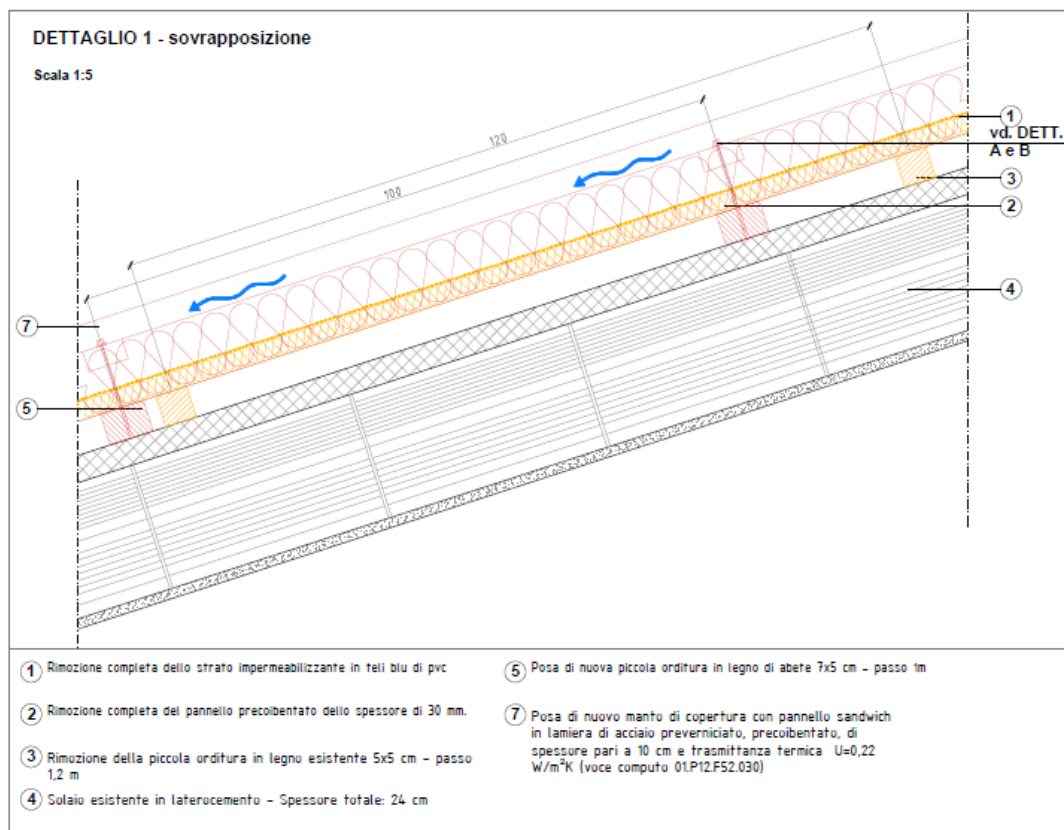 DETTAGLIO 1 - sovrapposizione
Scala 1:5
120
100
1
vd. DETT.
A e B
3
2
4
7
5
1 Rimozione completa dello strato impermeabilizzante in teli blu di pvc
2 Rimozione completa del pannello precoibentato dello spessore di 30 mm.
3 Rimozione della piccola orditura in legno esistente 5x5 cm - passo
1,2 m
4 Solaio esistente in laterocemento - Spessore totale: 24 cm
5 Posa di nuova piccola orditura in legno di abete 7x5 cm - passo 1m
7 Posa di nuovo manto di copertura con pannello sandwich
in lamiera di acciaio preverniciato, precoibentato, di
spessore pari a 10 cm e trasmittanza termica U=0,22
W/m²K (voce computo 01.P12.F52.030)